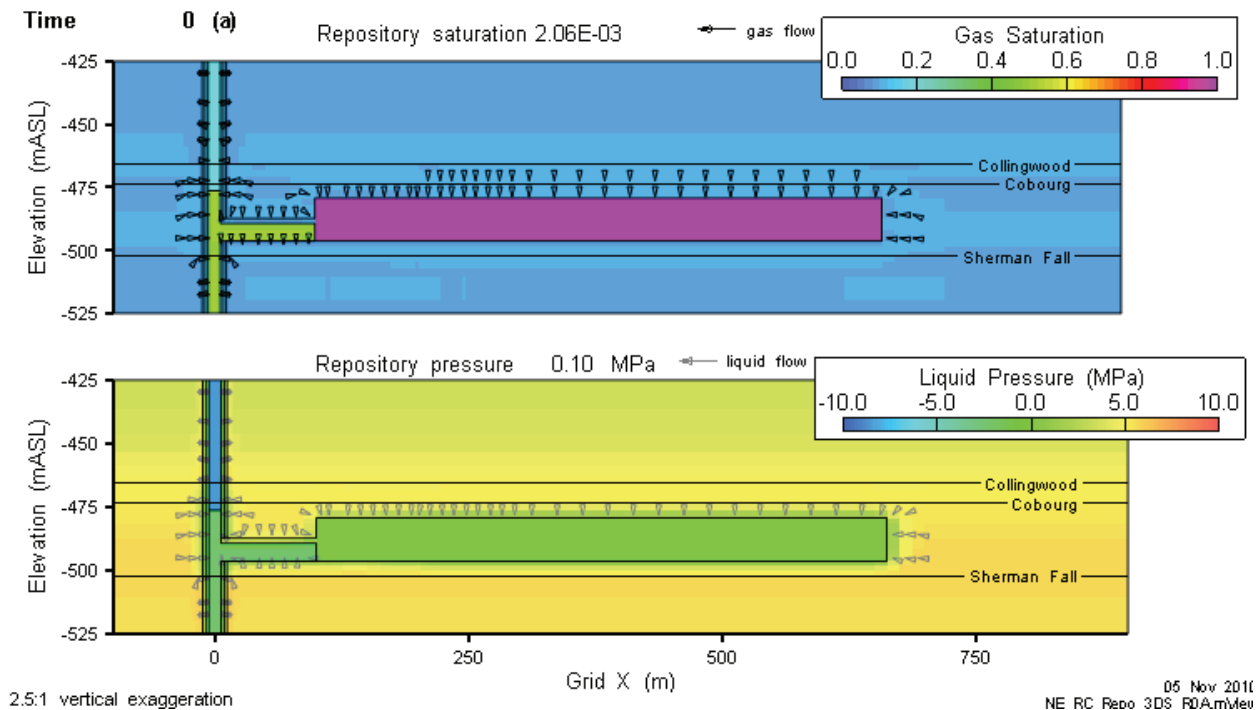 Time 0 (a)
Repository saturation 2.06E-03
gas flow
Gas Saturation
0.0 0.2 0.4 0.6 0.8 1.0
Elevation (mASL)
-425
-450
-475
-500
-525
Collingwood
Cobourg
Sherman Fall
Repository pressure 0.10 MPa
liquid flow
Liquid Pressure (MPa)
-10.0 -5.0 0.0 5.0 10.0
Elevation (mASL)
-425
-450
-475
-500
-525
Collingwood
Cobourg
Sherman Fall
0 250 500 750
Grid X (m)
2.5:1 vertical exaggeration
05 Nov 2010
NE_RC_Repo_3DS_R0A.mView